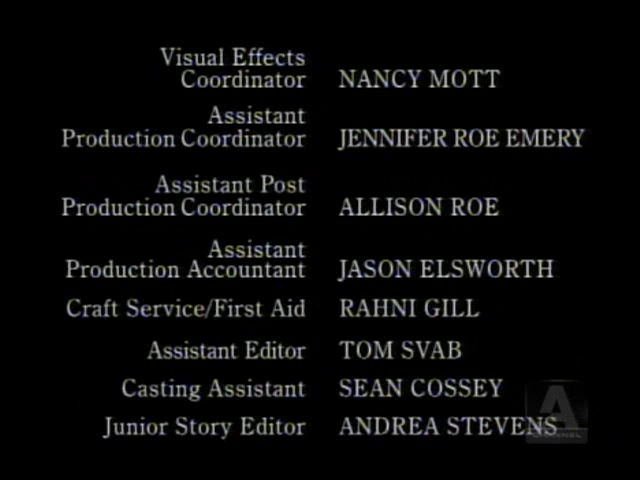 Visual Effects
Coordinator NANCY MOTT
Assistant
Production Coordinator JENNIFER ROE EMERY
Assistant Post
Production Coordinator ALLISON ROE
Assistant
Production Accountant JASON ELSWORTH
Craft Service/First Aid RAHNI GILL
Assistant Editor TOM SVAB
Casting Assistant SEAN COSSEY
Junior Story Editor ANDREA STEVENS
A
CHANNEL